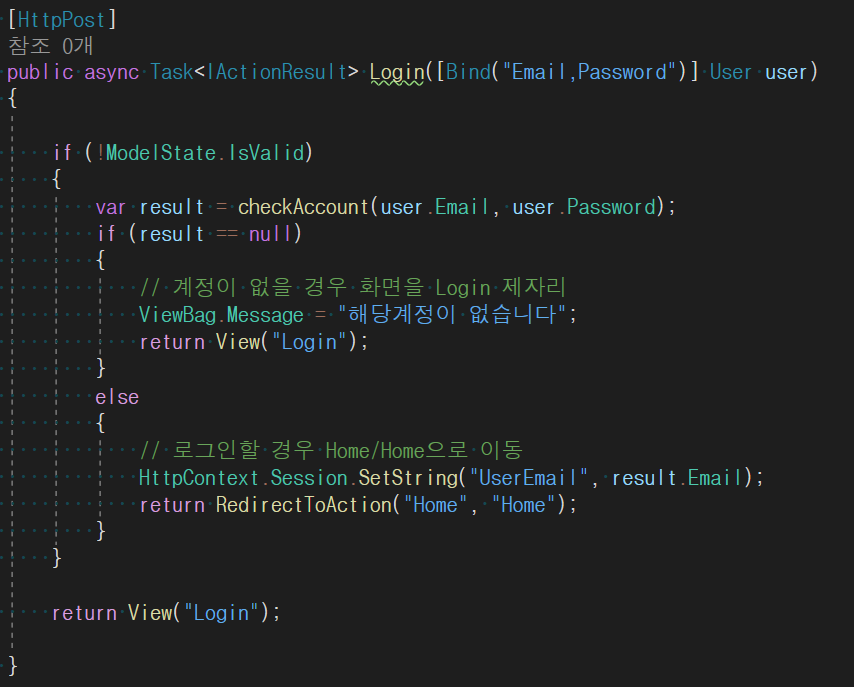 [HttpPost]
참조 0개
public async Task<IActionResult> Login([Bind("Email,Password")] User user)
{
if (!ModelState.IsValid)
{
var result = checkAccount(user.Email, user.Password);
if (result == null)
{
// 계정이 없을 경우 화면을 Login 제자리
ViewBag.Message = "해당계정이 없습니다";
return View("Login");
}
else
{
// 로그인할 경우 Home/Home으로 이동
HttpContext.Session.SetString("UserEmail", result.Email);
return RedirectToAction("Home", "Home");
}
}
return View("Login");
}